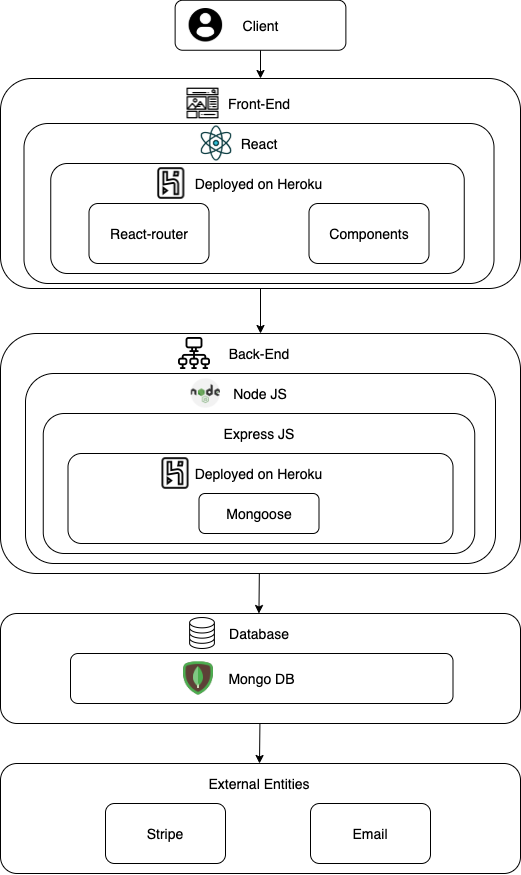 Client
Front-End
React
Deployed on Heroku
React-router
Components
Back-End
node
Node JS
Express JS
Deployed on Heroku
Mongoose
Database
Mongo DB
External Entities
Stripe
Email